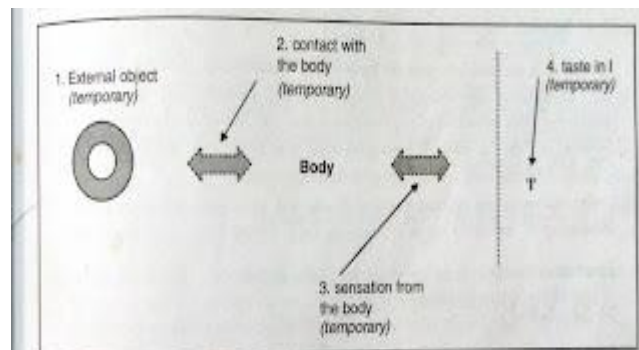 1. External object
(temporary)
2. contact with
the body
(temporary)
4. taste in I
(temporary)
Body
'I'
3. sensation from
the body
(temporary)